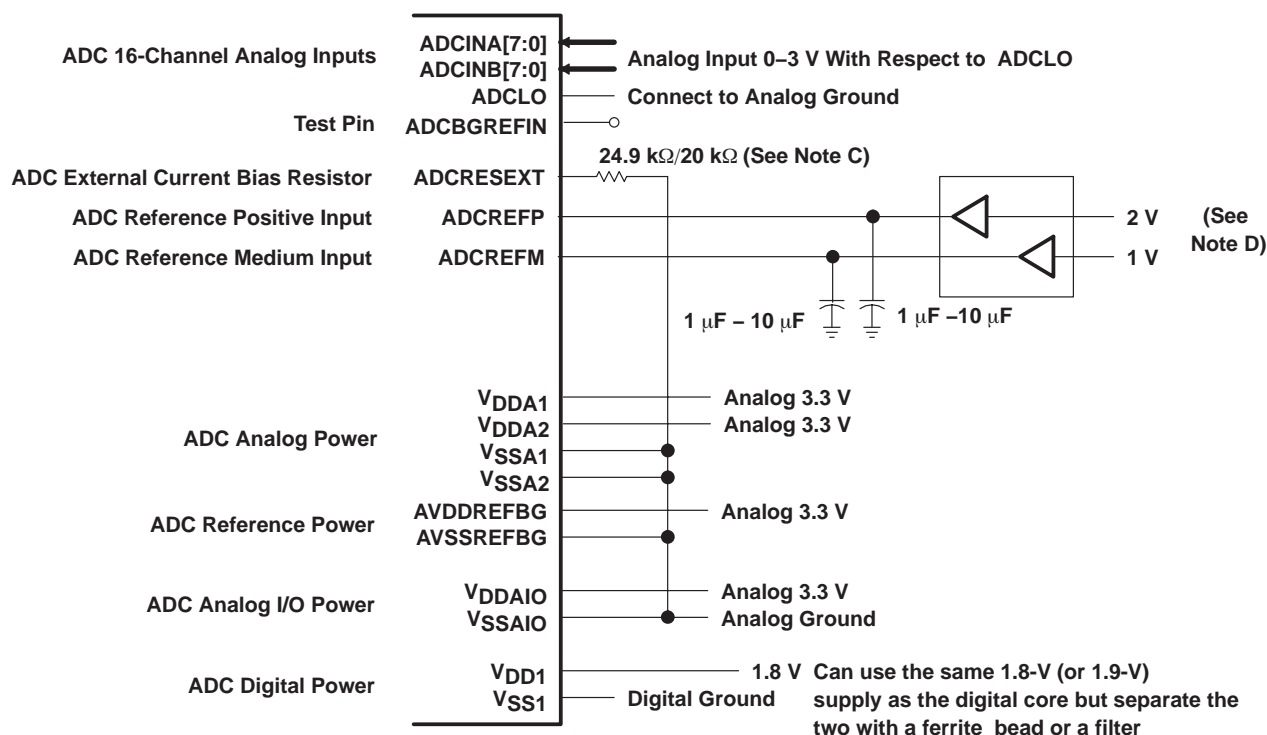 ADC 16-Channel Analog Inputs
ADCINA[7:0]
ADCINB[7:0]
Analog Input 0–3 V With Respect to ADCLO
ADCLO
Connect to Analog Ground
Test Pin
ADCBGREFIN
24.9 kΩ/20 kΩ (See Note C)
ADC External Current Bias Resistor
ADCRESEXT
ADC Reference Positive Input
ADCREFP
2 V
(See
Note D)
ADC Reference Medium Input
ADCREFM
1 V
1 μF – 10 μF
1 μF –10 μF
ADC Analog Power
VDDA1
Analog 3.3 V
VDDA2
Analog 3.3 V
VSSA1
VSSA2
ADC Reference Power
AVDDREFBG
Analog 3.3 V
AVSSREFBG
ADC Analog I/O Power
VDDAIO
Analog 3.3 V
VSSAIO
Analog Ground
ADC Digital Power
VDD1
1.8 V
Can use the same 1.8-V (or 1.9-V)
supply as the digital core but separate the
two with a ferrite bead or a filter
VSS1
Digital Ground